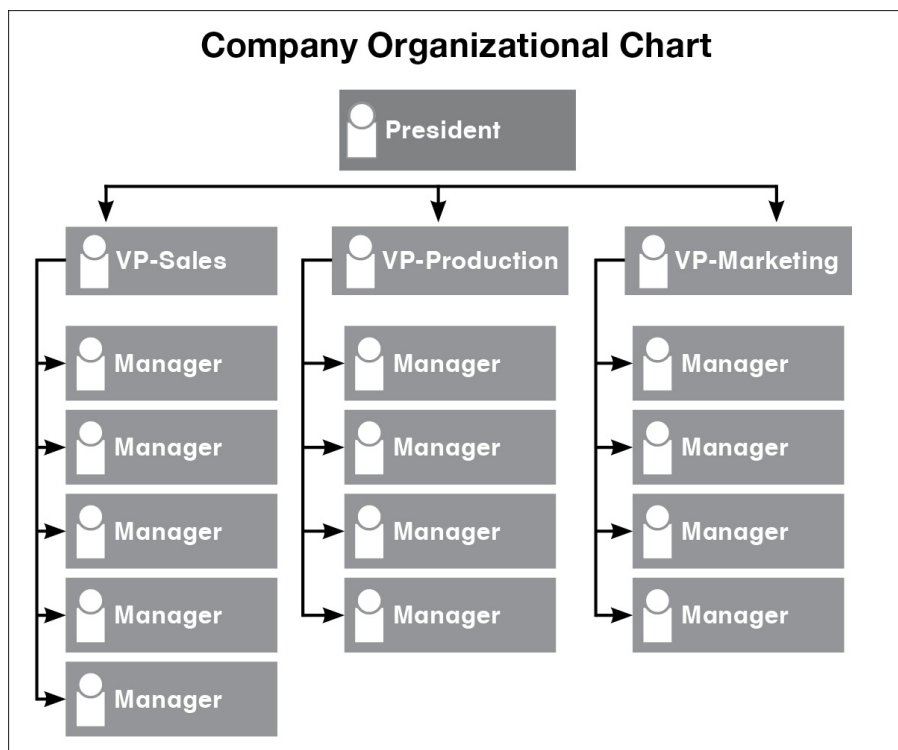 Company Organizational Chart
President
VP-Sales
VP-Production
VP-Marketing
Manager
Manager
Manager
Manager
Manager
Manager
Manager
Manager
Manager
Manager
Manager
Manager
Manager